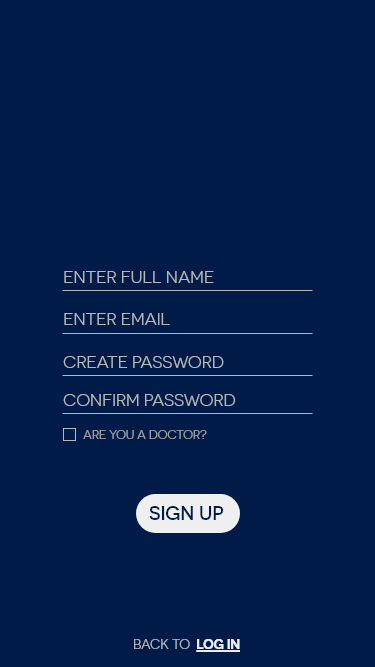 ENTER FULL NAME
ENTER EMAIL
CREATE PASSWORD
CONFIRM PASSWORD
ARE YOU A DOCTOR?
SIGN UP
BACK TO LOG IN